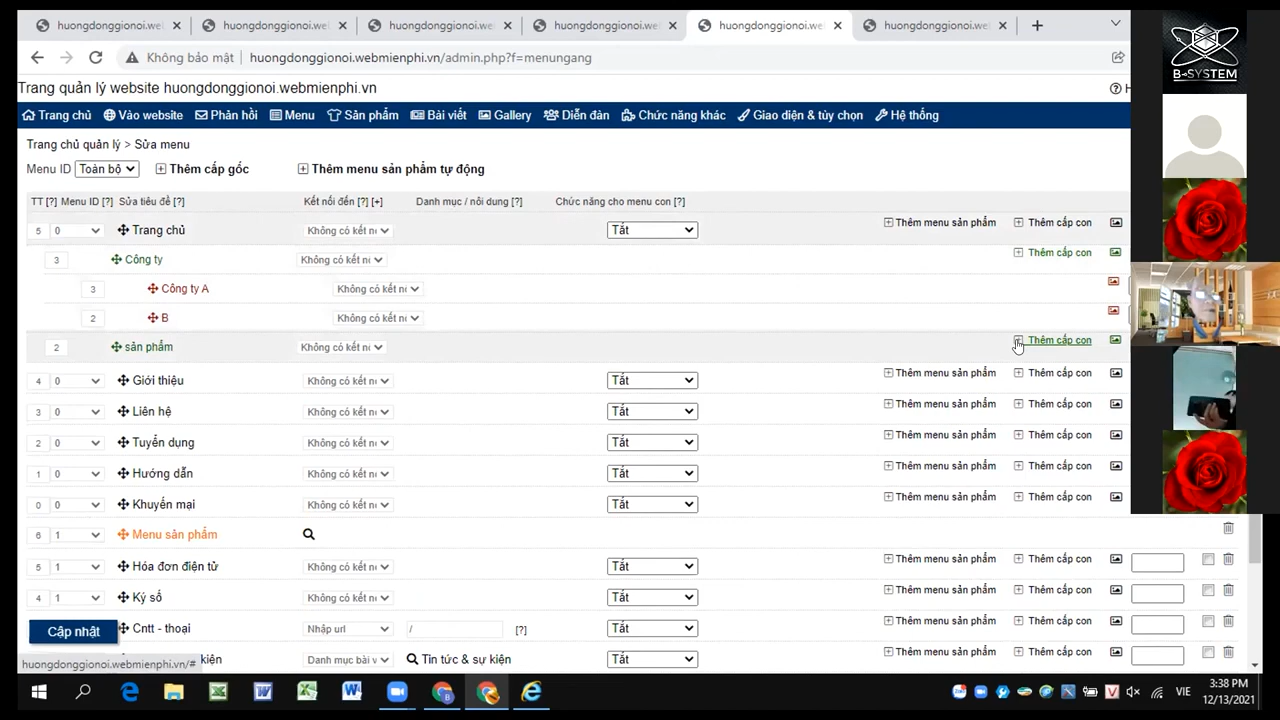 huongdonggionoi.webm
huongdonggionoi.web
huongdonggionoi.web
huongdonggionoi.web
huongdonggionoi.web
huongdonggionoi.web
Không bảo mật
huongdonggionoi.webmienphi.vn/admin.php?f=menungang
Trang quản lý website huongdonggionoi.webmienphi.vn
Trang chủ Vào website Phản hồi Menu Sản phẩm Bài viết Gallery Diễn đàn Chức năng khác Giao diện & tùy chọn Hệ thống
Trang chủ quản lý > Sửa menu
Menu ID Toàn bộ Thêm cấp gốc Thêm menu sản phẩm tự động
TT [?] Menu ID [?] Sửa tiêu đề [?] Kết nối đến [?] [+] Danh mục / nội dung [?] Chức năng cho menu con [?]
5 0 Trang chủ Không có kết nố Tắt Thêm menu sản phẩm Thêm cấp con
3 Công ty Không có kết nố Thêm cấp con
3 Công ty A Không có kết nố
2 B Không có kết nố
2 sản phẩm Không có kết nố Thêm cấp con
4 0 Giới thiệu Không có kết nố Tắt Thêm menu sản phẩm Thêm cấp con
3 0 Liên hệ Không có kết nố Tắt Thêm menu sản phẩm Thêm cấp con
2 0 Tuyển dụng Không có kết nố Tắt Thêm menu sản phẩm Thêm cấp con
1 0 Hướng dẫn Không có kết nố Tắt Thêm menu sản phẩm Thêm cấp con
0 0 Khuyến mại Không có kết nố Tắt Thêm menu sản phẩm Thêm cấp con
6 1 Menu sản phẩm
5 1 Hóa đơn điện tử Không có kết nố Tắt Thêm menu sản phẩm Thêm cấp con
4 1 Ký số Không có kết nố Tắt Thêm menu sản phẩm Thêm cấp con
Cập nhật Cntt - thoại Nhập url / [?] Tắt Thêm menu sản phẩm Thêm cấp con
kiện Danh mục bài v Tin tức & sự kiện Tắt Thêm menu sản phẩm Thêm cấp con
huongdonggionoi.webmienphi.vn/#
B-SYSTEM
VIE
3:38 PM
12/13/2021